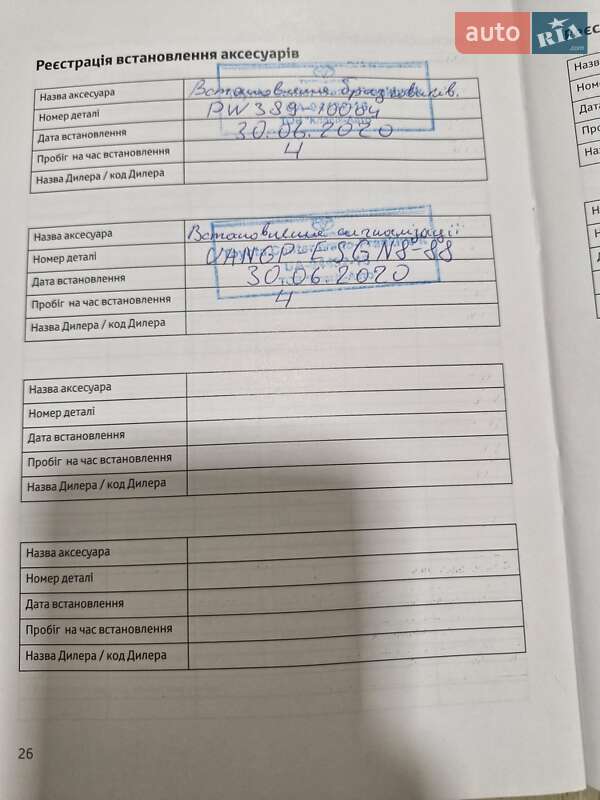 auto RIA.com
Реєстрація встановлення аксесуарів
Назва аксесуара Встановлення бризковиків.
Номер деталі PW389-10004
Дата встановлення 30.06.2020
Пробіг на час встановлення 4
Назва Дилера / код Дилера
Назва аксесуара Встановлення сигналізації
Номер деталі
Дата встановлення 30.06.2020
Пробіг на час встановлення 4
Назва Дилера / код Дилера
Назва аксесуара
Номер деталі
Дата встановлення
Пробіг на час встановлення
Назва Дилера / код Дилера
Назва аксесуара
Номер деталі
Дата встановлення
Пробіг на час встановлення
Назва Дилера / код Дилера
26